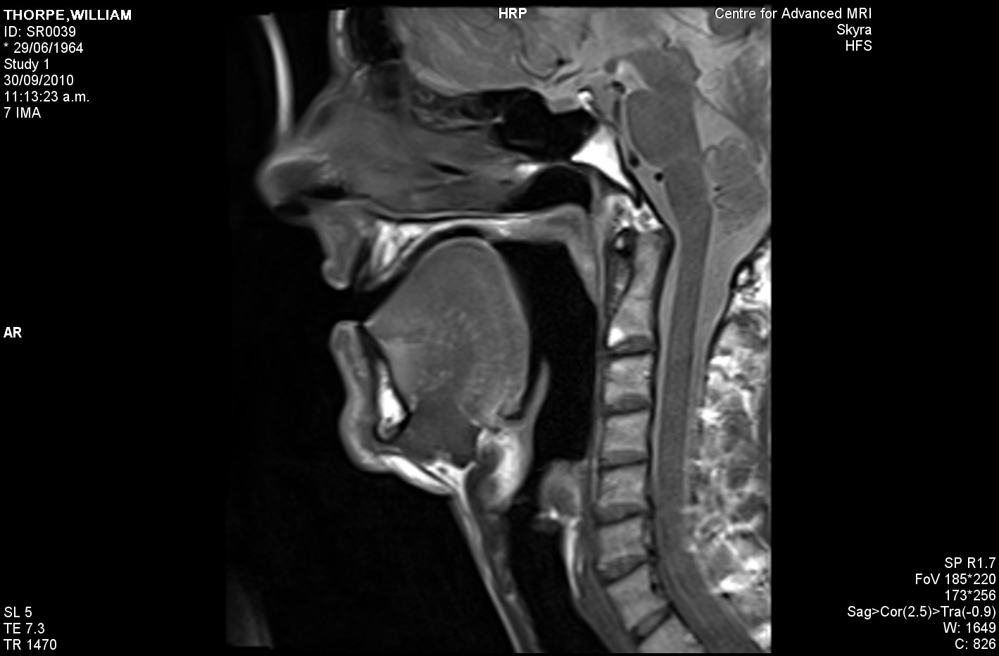 THORPE,WILLIAM
ID: SR0039
* 29/06/1964
Study 1
30/09/2010
11:13:23 a.m.
7 IMA
HRP
Centre for Advanced MRI
Skyra
HFS
AR
SL 5
TE 7.3
TR 1470
SP R1.7
FoV 185*220
173*256
Sag>Cor(2.5)>Tra(-0.9)
W: 1649
C: 826